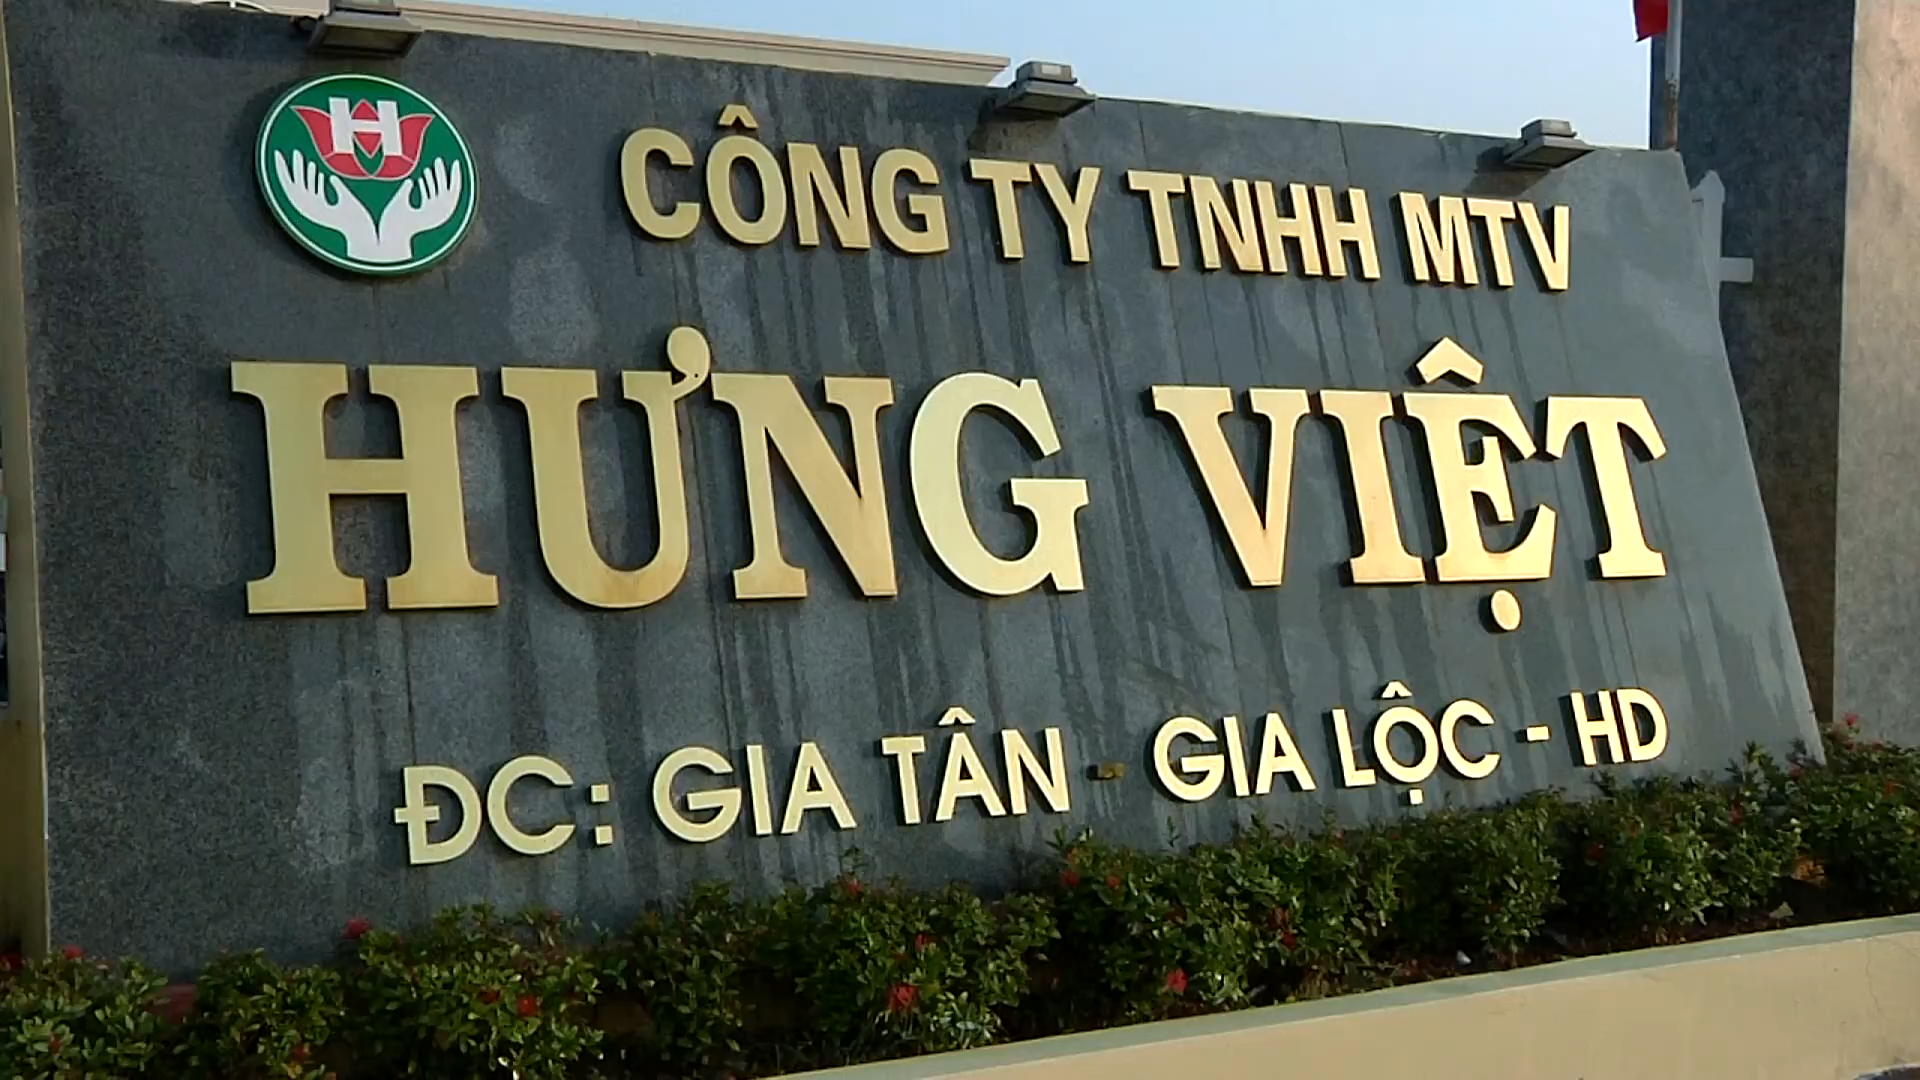 H
CÔNG TY TNHH MTV
HƯNG VIỆT
ĐC: GIA TÂN - GIA LỘC - HD